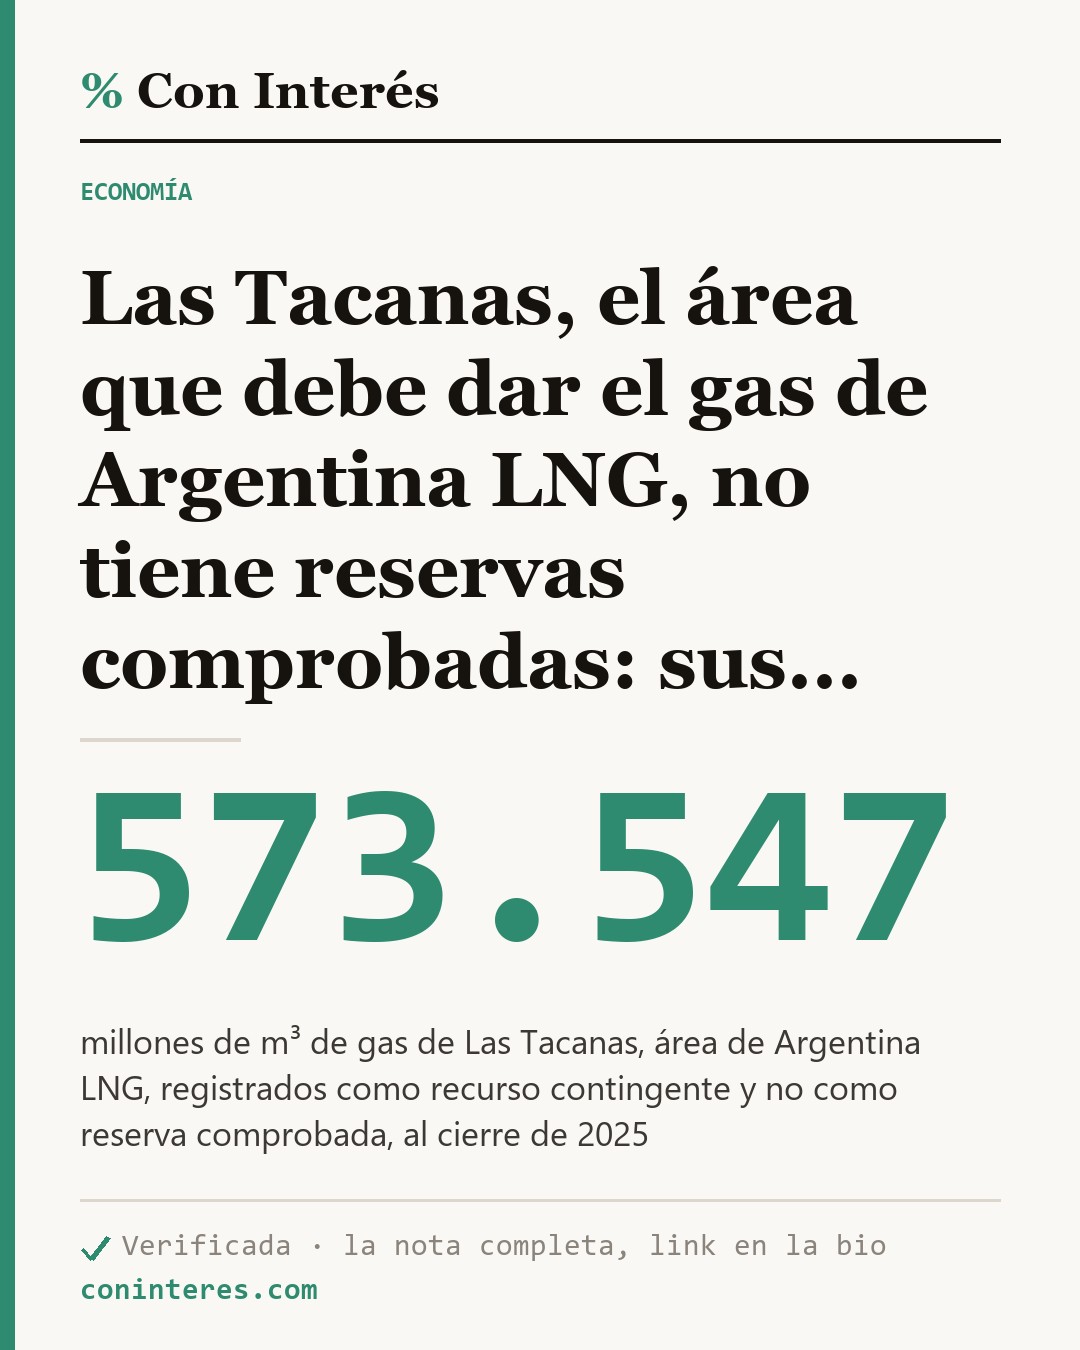 % Con Interés
ECONOMÍA
Las Tacanas, el área
que debe dar el gas de
Argentina LNG, no
tiene reservas
comprobadas: sus...
573.547
millones de m³ de gas de Las Tacanas, área de Argentina
LNG, registrados como recurso contingente y no como
reserva comprobada, al cierre de 2025
✓ Verificada · la nota completa, link en la bio
coninteres.com